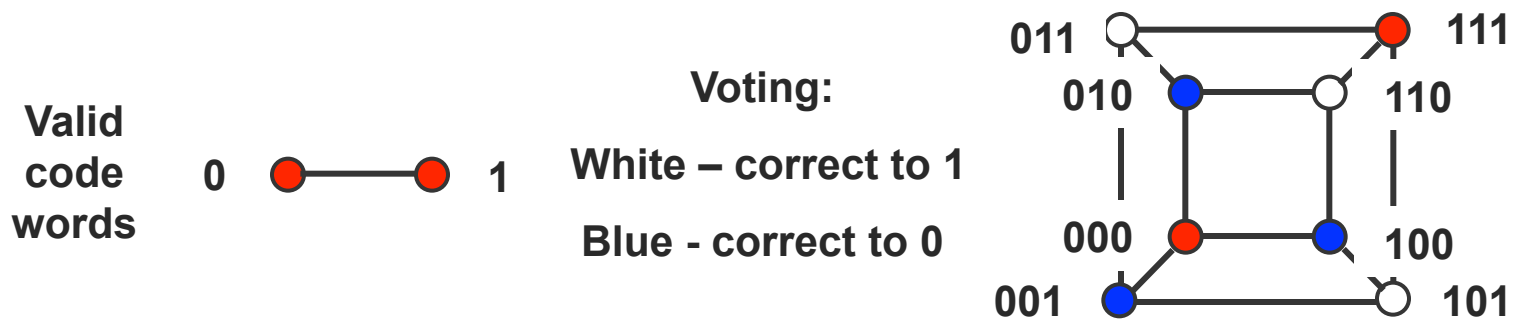 Valid
code
words
0
1
Voting:
White – correct to 1
Blue - correct to 0
011
111
010
110
000
100
001
101